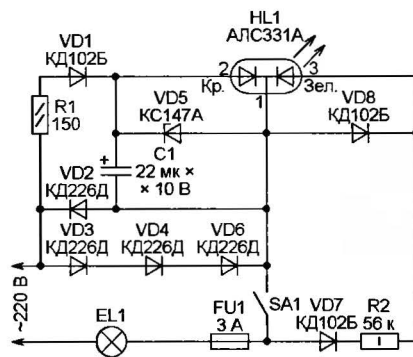 HL1
АЛС331А
VD1
КД102Б
2
3
Кр.
Зел.
1
R1
150
VD5
КС147А
VD8
КД102Б
C1
+
22 мк ×
× 10 В
VD2
КД226Д
VD3
КД226Д
VD4
КД226Д
VD6
КД226Д
~220 В
SA1
EL1
FU1
3 А
VD7
КД102Б
R2
56 к